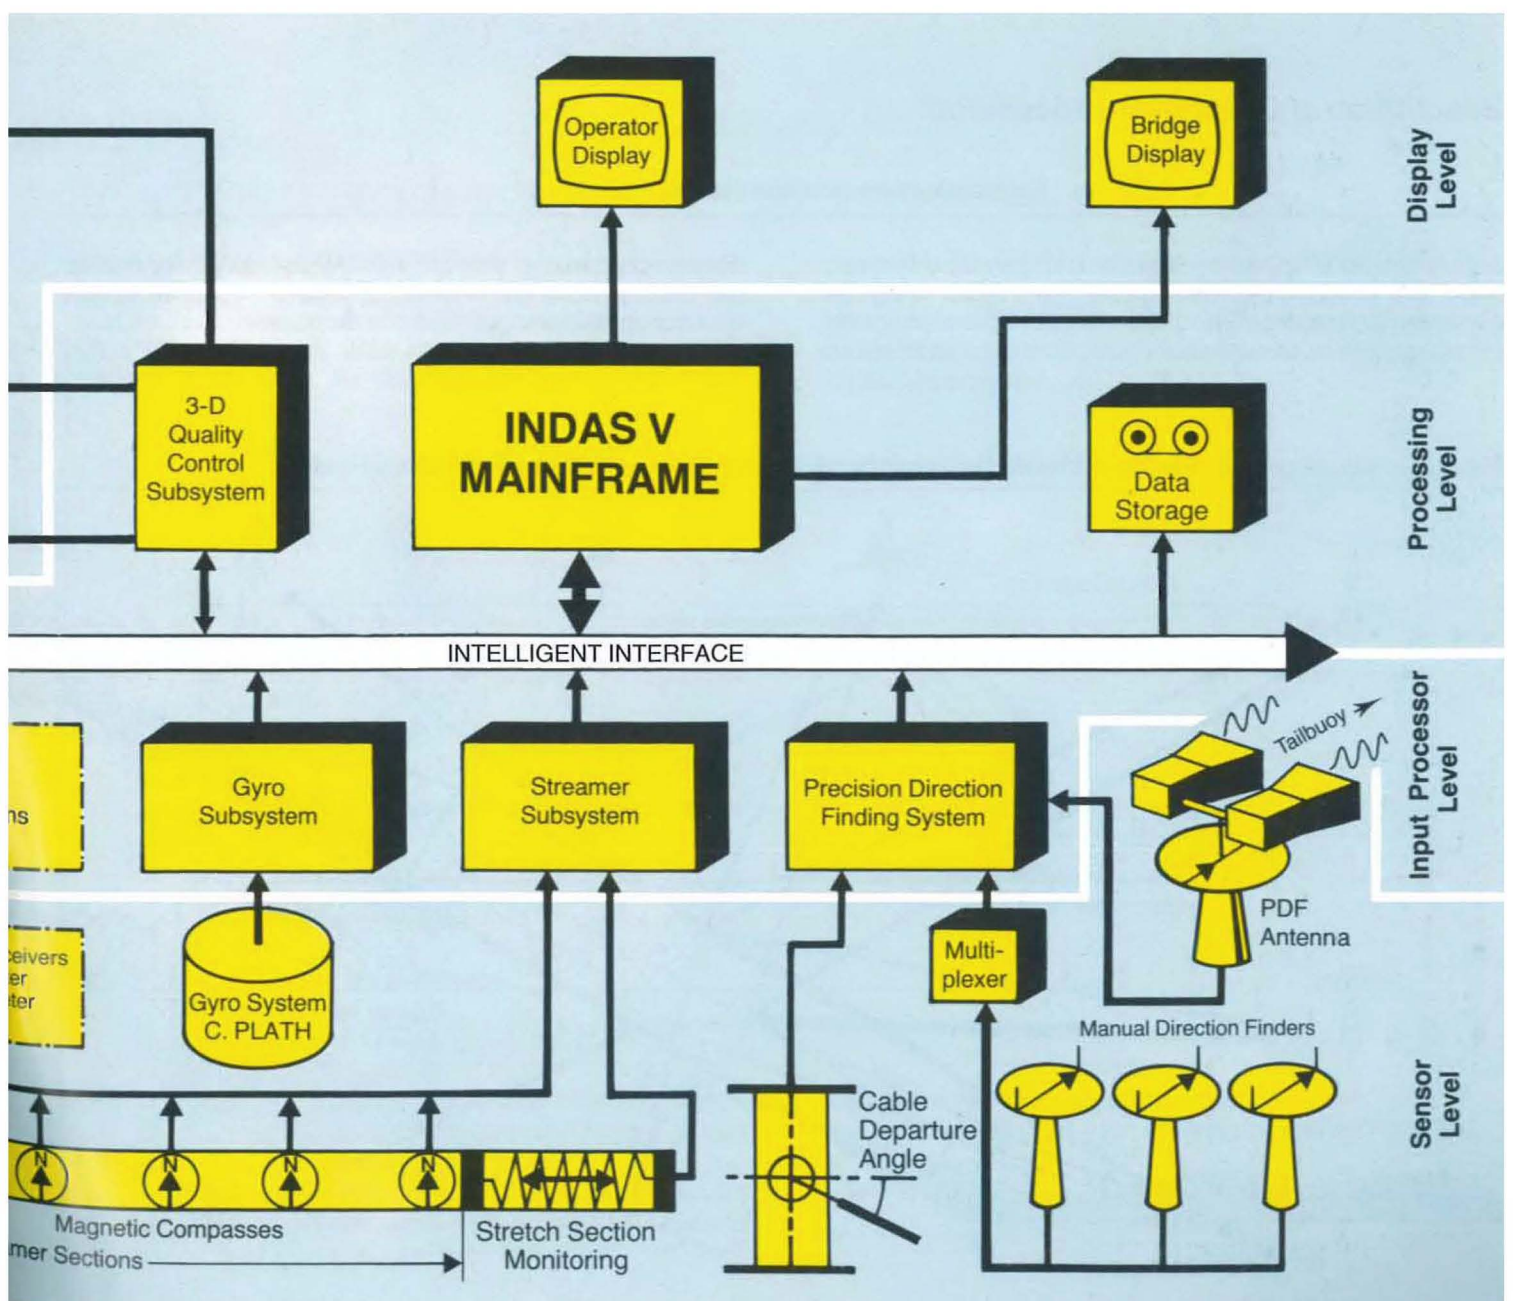 Operator
Display
Bridge
Display
Display
Level
3-D
Quality
Control
Subsystem
INDAS V
MAINFRAME
Data
Storage
Processing
Level
INTELLIGENT INTERFACE
Gyro
Subsystem
Streamer
Subsystem
Precision Direction
Finding System
Tailbuoy
Input Processor
Level
PDF
Antenna
Gyro System
C. PLATH
Multi-
plexer
Manual Direction Finders
Cable
Departure
Angle
Sensor
Level
N
N
N
N
Magnetic Compasses
Sections
Stretch Section
Monitoring